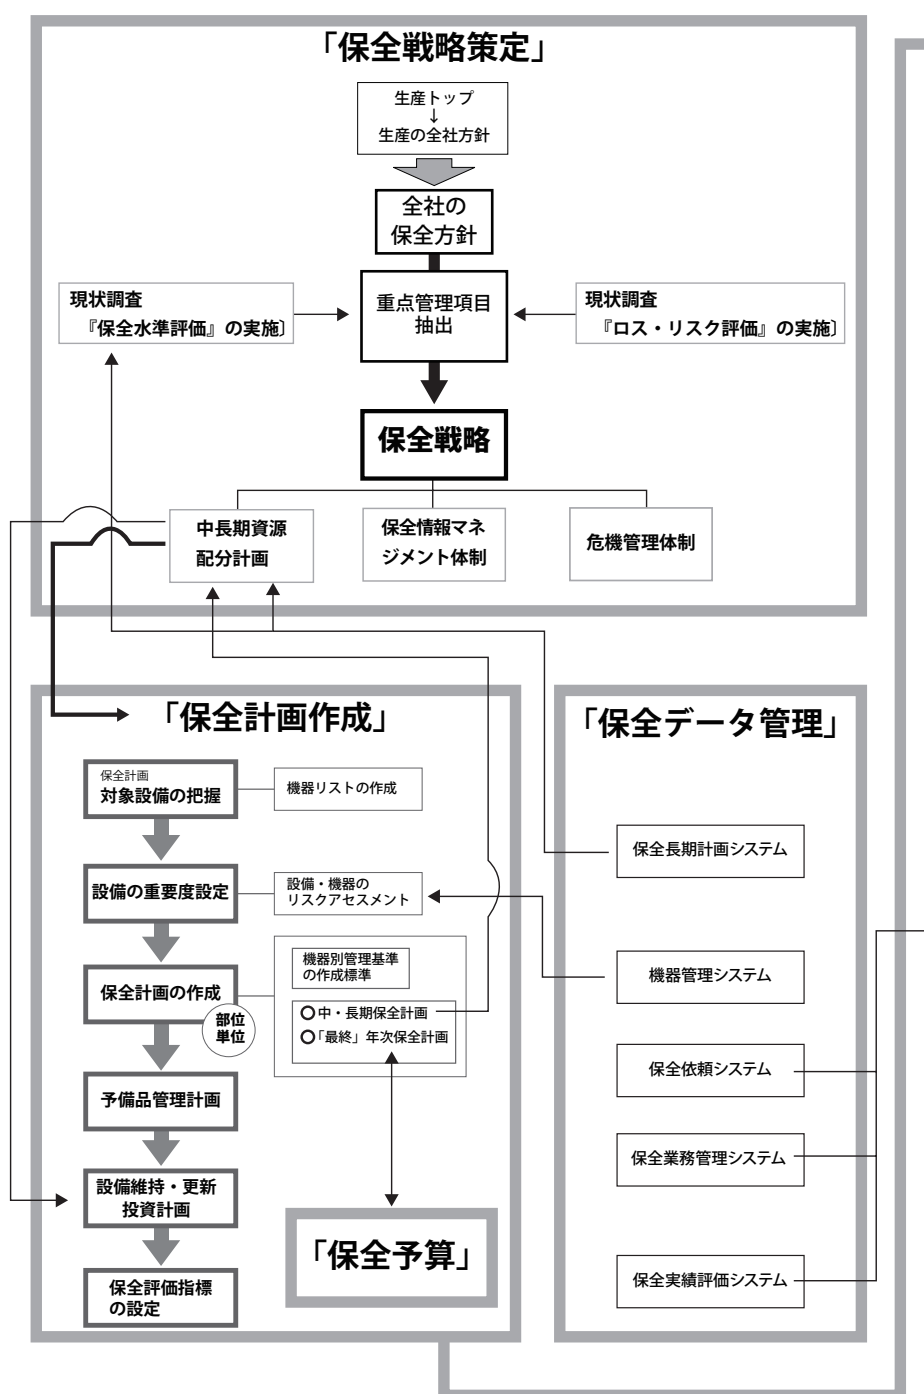 「保全戦略策定」
生産トップ
↓
生産の全社方針
全社の
保全方針
現状調査
『保全水準評価』の実施〕
重点管理項目
抽出
現状調査
『ロス・リスク評価』の実施〕
保全戦略
中長期資源
配分計画
保全情報マネ
ジメント体制
危機管理体制
「保全計画作成」
保全計画
対象設備の把握
機器リストの作成
設備の重要度設定
設備・機器の
リスクアセスメント
保全計画の作成
部位
単位
機器別管理基準
の作成標準
〇中・長期保全計画
〇「最終」年次保全計画
予備品管理計画
設備維持・更新
投資計画
保全評価指標
の設定
「保全予算」
「保全データ管理」
保全長期計画システム
機器管理システム
保全依頼システム
保全業務管理システム
保全実績評価システム